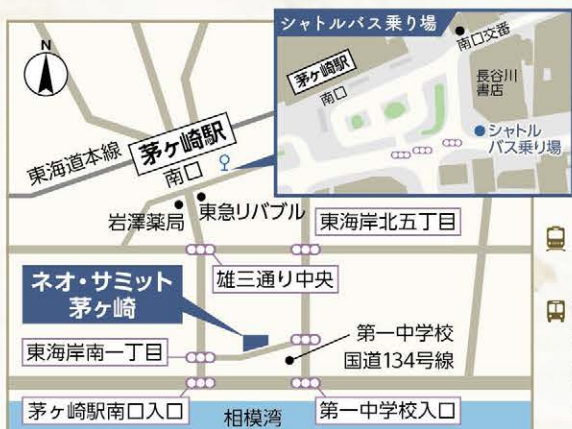 シャトルバス乗り場
南口交番
茅ヶ崎駅
南口
長谷川
書店
シャトル
バス乗り場
N
東海道本線
茅ヶ崎駅
南口
岩澤薬局
東急リバブル
東海岸北五丁目
雄三通り中央
ネオ・サミット
茅ヶ崎
東海岸南一丁目
第一中学校
国道134号線
茅ヶ崎駅南口入口
相模湾
第一中学校入口